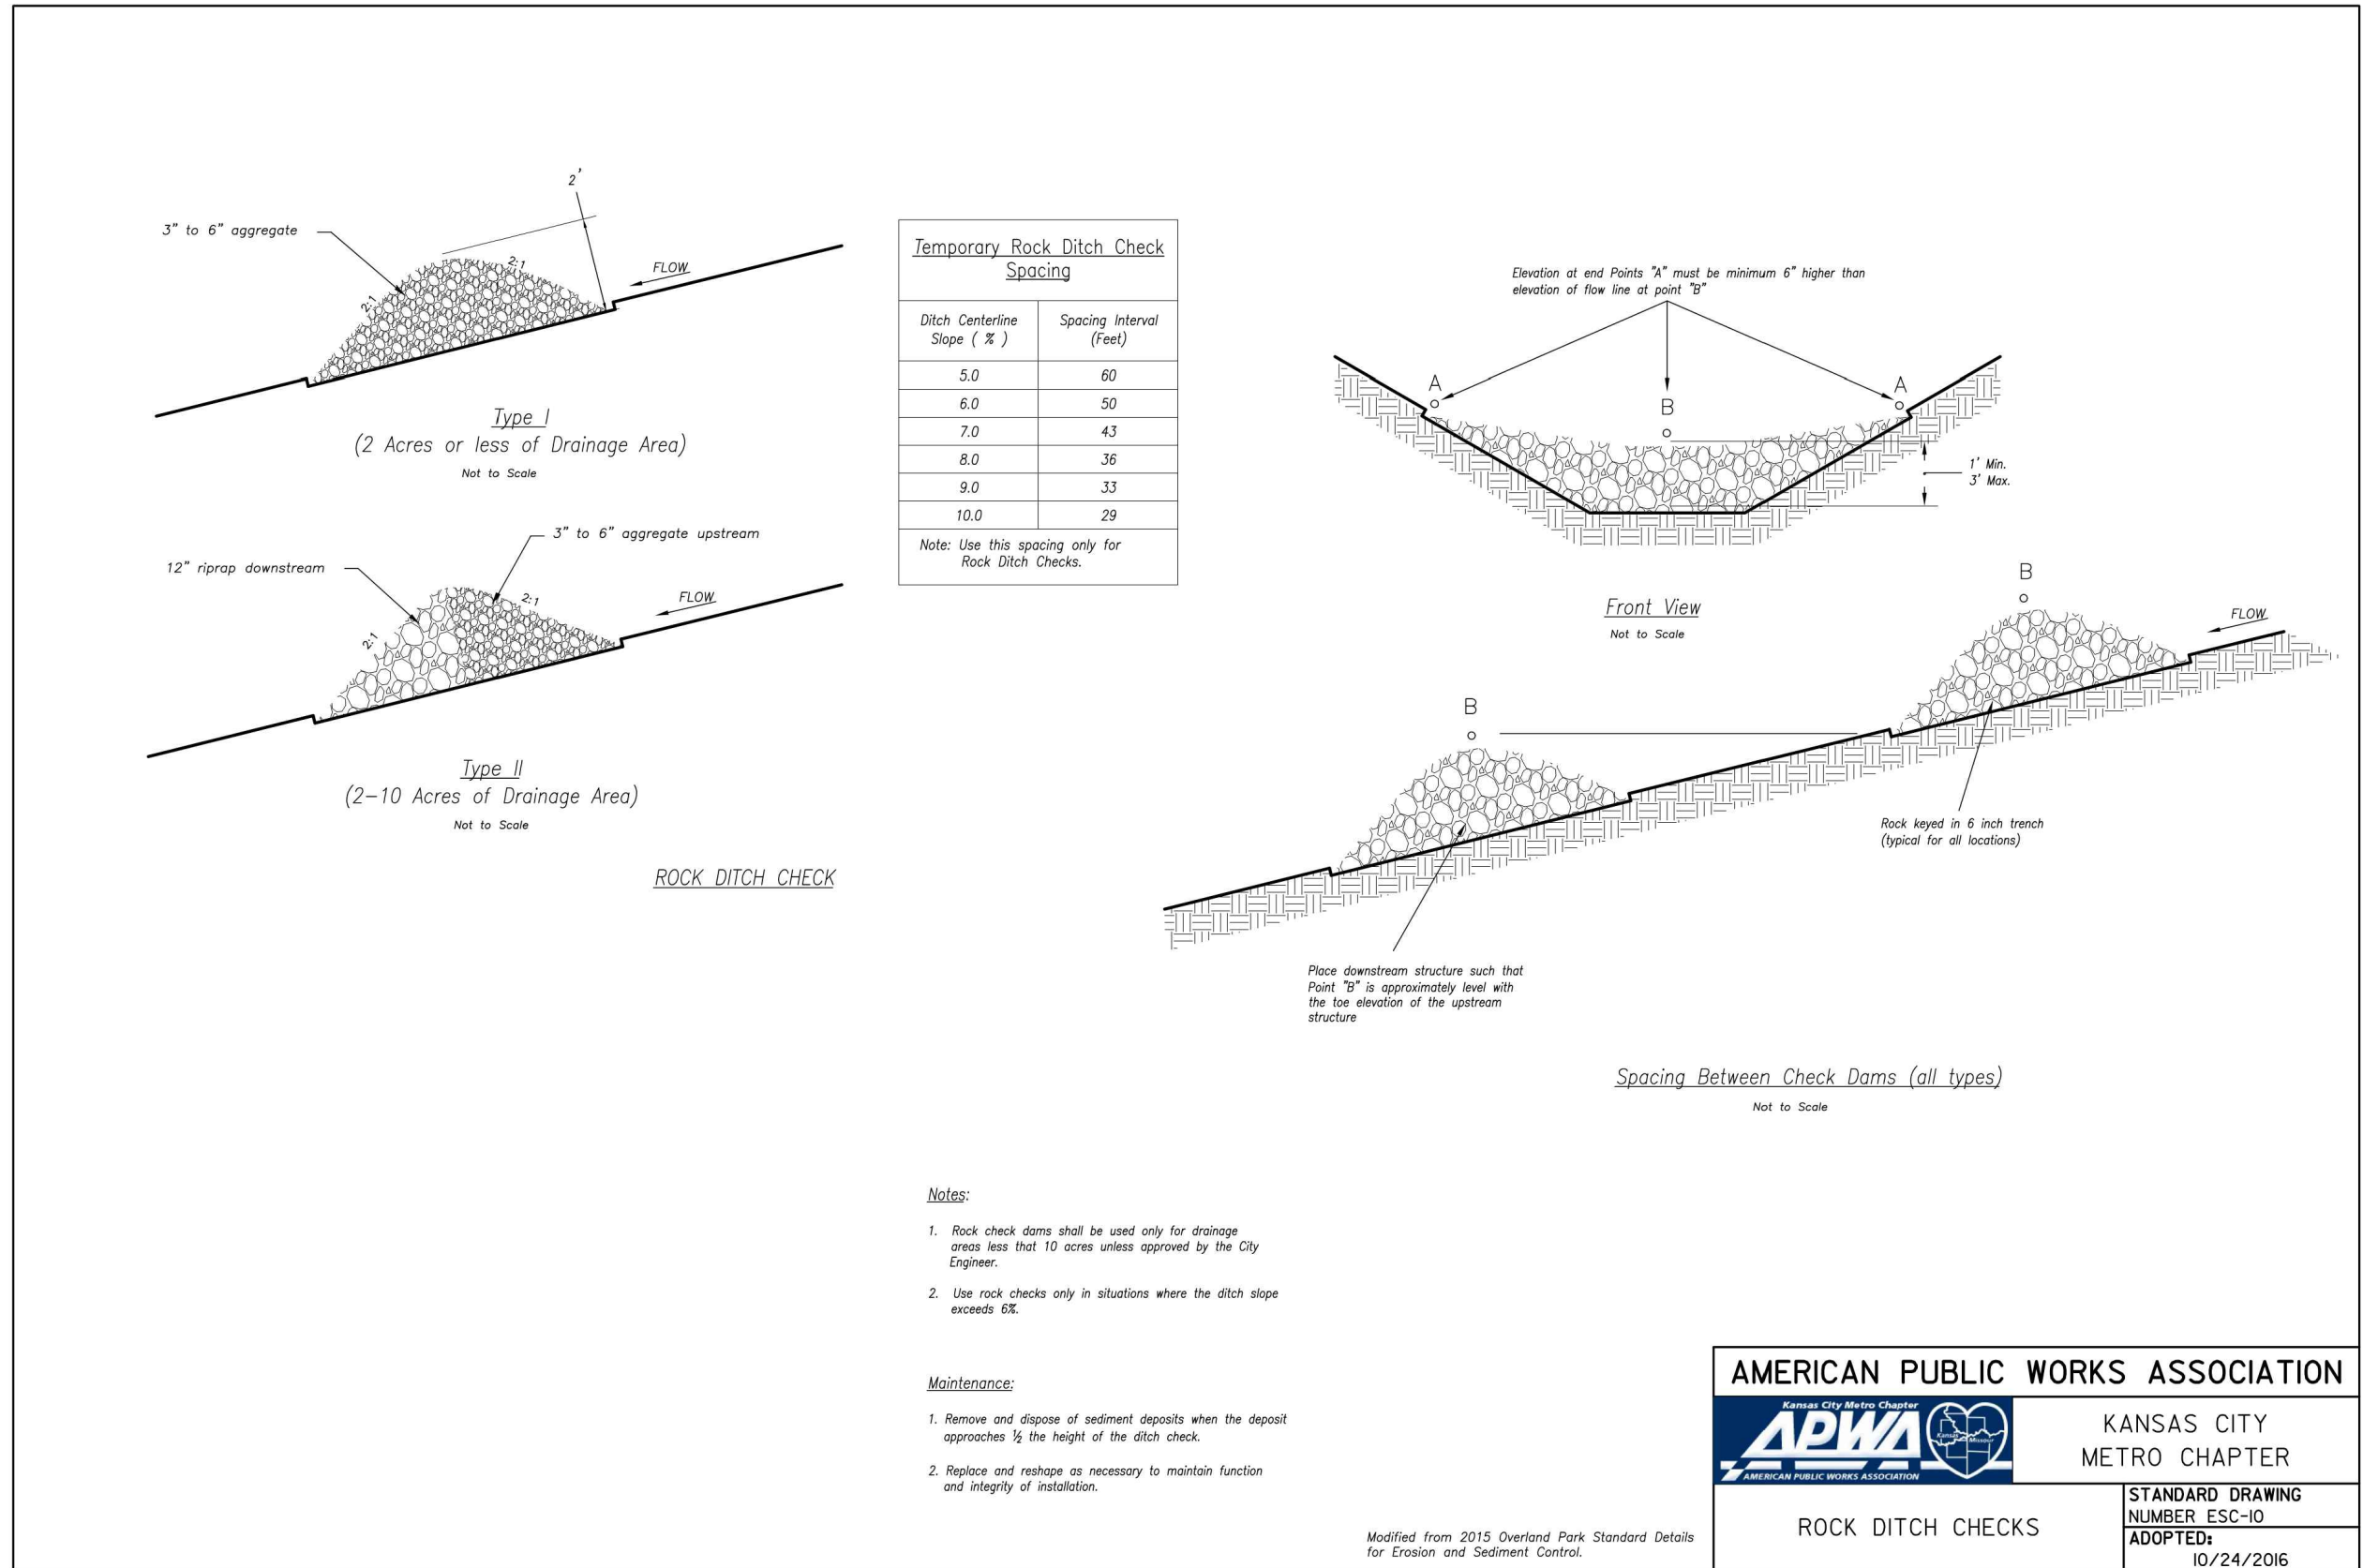 2'
3" to 6" aggregate
2:1
2:1
FLOW
Type I
(2 Acres or less of Drainage Area)
Not to Scale
3" to 6" aggregate upstream
12" riprap downstream
2:1
2:1
FLOW
Type II
(2-10 Acres of Drainage Area)
Not to Scale
ROCK DITCH CHECK
Temporary Rock Ditch Check
Spacing
Ditch Centerline
Slope ( % )
Spacing Interval
(Feet)
5.0 60
6.0 50
7.0 43
8.0 36
9.0 33
10.0 29
Note: Use this spacing only for
Rock Ditch Checks.
Elevation at end Points "A" must be minimum 6" higher than
elevation of flow line at point "B"
A
B
A
1' Min.
3' Max.
Front View
Not to Scale
B
FLOW
B
Rock keyed in 6 inch trench
(typical for all locations)
Place downstream structure such that
Point "B" is approximately level with
the toe elevation of the upstream
structure
Spacing Between Check Dams (all types)
Not to Scale
Notes:
1. Rock check dams shall be used only for drainage
areas less that 10 acres unless approved by the City
Engineer.
2. Use rock checks only in situations where the ditch slope
exceeds 6%.
Maintenance:
1. Remove and dispose of sediment deposits when the deposit
approaches ½ the height of the ditch check.
2. Replace and reshape as necessary to maintain function
and integrity of installation.
Modified from 2015 Overland Park Standard Details
for Erosion and Sediment Control.
AMERICAN PUBLIC WORKS ASSOCIATION
Kansas City Metro Chapter
APWA
Kansas
Missouri
AMERICAN PUBLIC WORKS ASSOCIATION
KANSAS CITY
METRO CHAPTER
ROCK DITCH CHECKS
STANDARD DRAWING
NUMBER ESC-10
ADOPTED:
10/24/2016